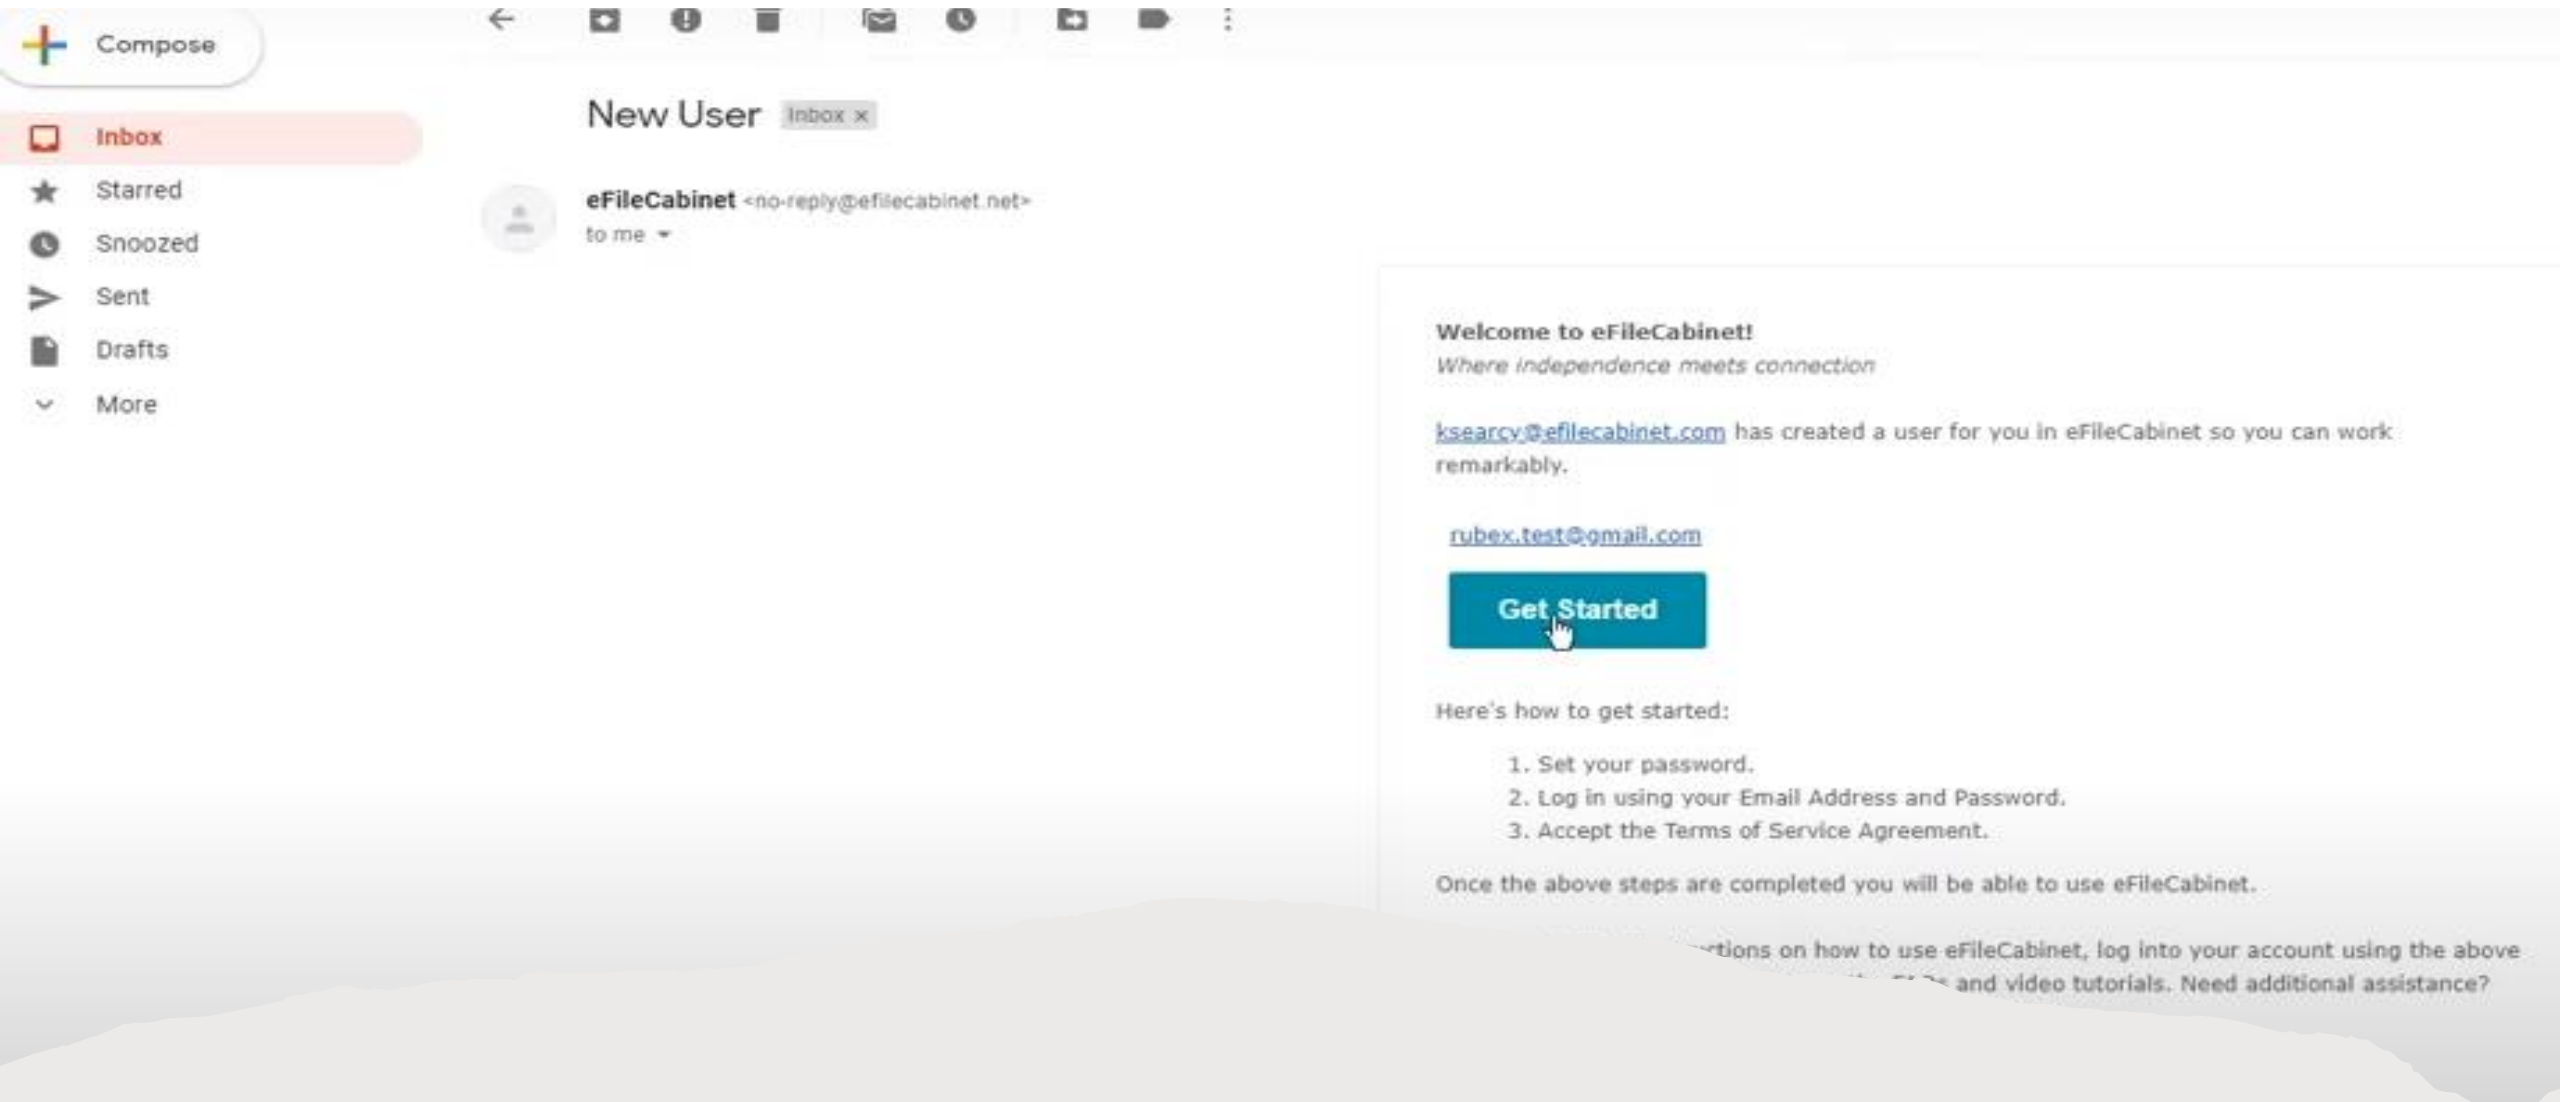 Compose
Inbox
Starred
Snoozed
Sent
Drafts
More
New User Inbox ×
eFileCabinet <no-reply@efilecabinet.net>
to me
Welcome to eFileCabinet!
Where independence meets connection
ksearcy@efilecabinet.com has created a user for you in eFileCabinet so you can work
remarkably.
rubex.test@gmail.com
Get Started
Here's how to get started:
1. Set your password.
2. Log in using your Email Address and Password.
3. Accept the Terms of Service Agreement.
Once the above steps are completed you will be able to use eFileCabinet.
on how to use eFileCabinet, log into your account using the above
and video tutorials. Need additional assistance?